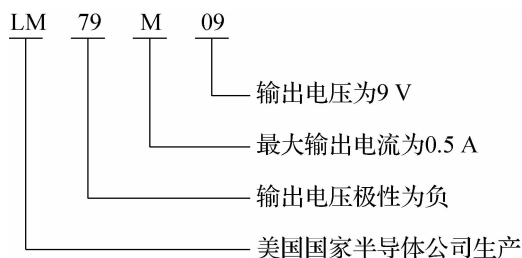 LM 79 M 09
输出电压为9 V
最大输出电流为0.5 A
输出电压极性为负
美国国家半导体公司生产